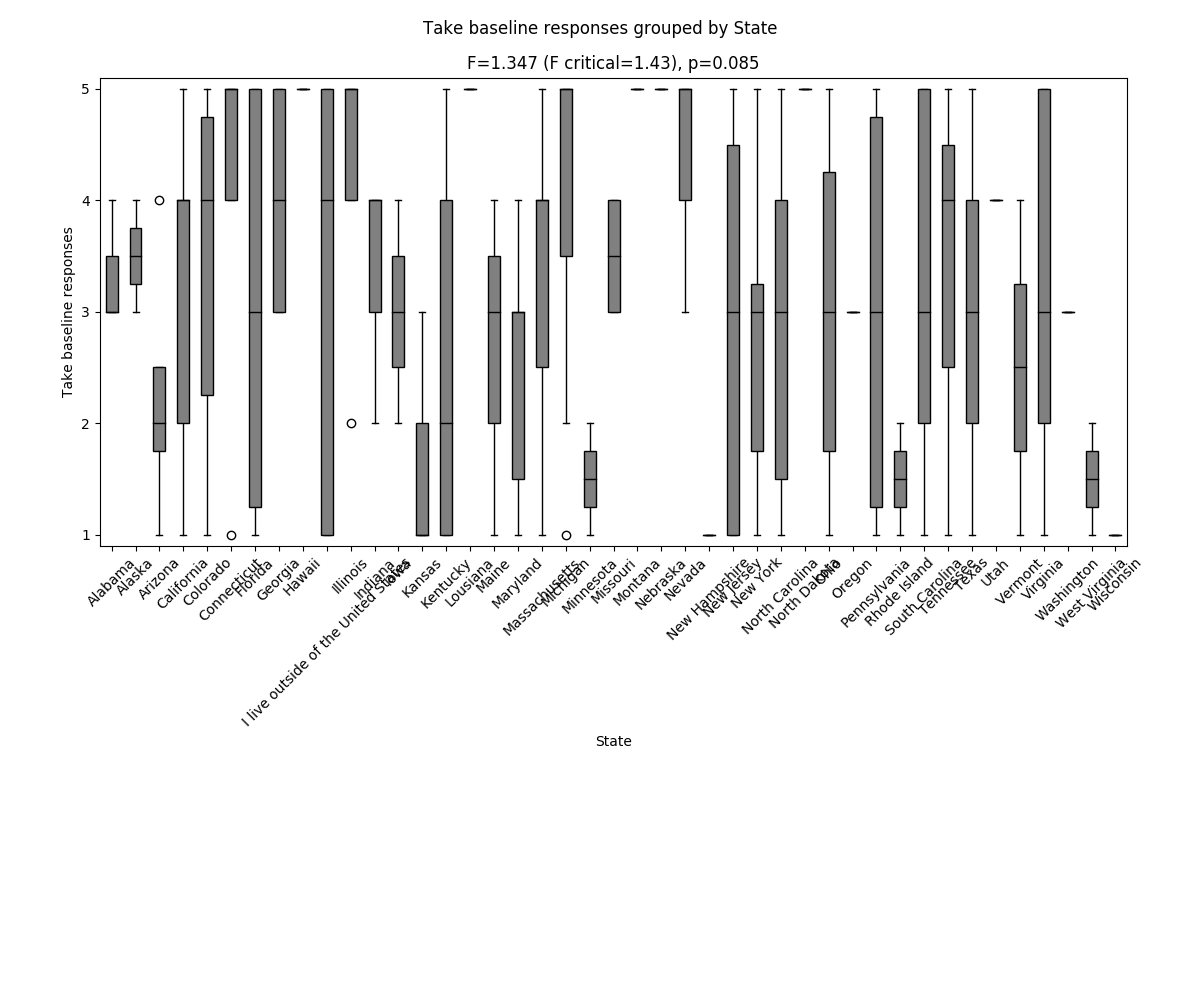 Take baseline responses grouped by State
F=1.347 (F critical=1.43), p=0.085
5
4
3
2
1
Take baseline responses
Alabama
Alaska
Arizona
California
Colorado
Connecticut
Florida
Georgia
Hawaii
I live outside of the United States
Illinois
Indiana
Iowa
Kansas
Kentucky
Lousiana
Maine
Maryland
Massachusetts
Michigan
Minnesota
Missouri
Montana
Nebraska
Nevada
New Hampshire
New Jersey
New York
North Carolina
North Dakota
Ohio
Oregon
Pennsylvania
Rhode Island
South Carolina
Tennessee
Texas
Utah
Vermont
Virginia
Washington
West Virginia
Wisconsin
State